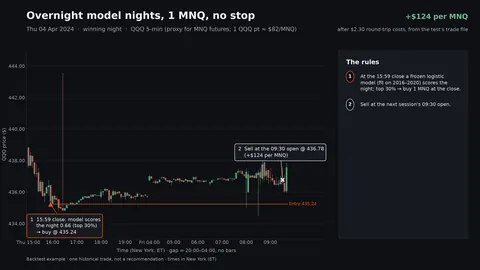 Overnight model nights, 1 MNQ, no stop
+$124 per MNQ
Thu 04 Apr 2024 · winning night · QQQ 5-min (proxy for MNQ futures; 1 QQQ pt ≈ $82/MNQ)
after $2.30 round-trip costs, from the test's trade file
The rules
1 At the 15:59 close a frozen logistic
model (fit on 2016–2020) scores the
night; top 30% → buy 1 MNQ at the close.
2 Sell at the next session's 09:30 open.
QQQ price ($)
444.00
440.00
438.00
436.00
434.00
2 Sell at the 09:30 open @ 436.78
(+$124 per MNQ)
Entry 435.24
1 15:59 close: model scores
the night 0.66 (top 30%)
→ buy @ 435.24
Thu 15:00
16:00
17:00
18:00
19:00
Fri 04:00
05:00
06:00
07:00
08:00
09:00
Time (New York, ET) · gap = 20:00–04:00, no bars
Backtest example · one historical trade, not a recommendation · times in New York (ET)